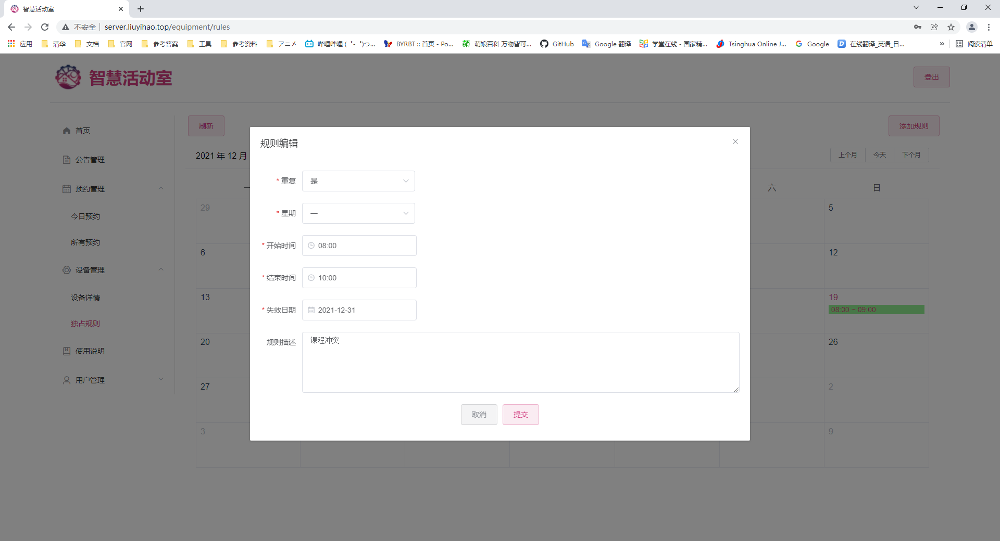 智慧活动室
不安全 server.liuyihao.top/equipment/rules
应用 清华 文档 官网 参考答案 工具 参考资料 アニメ 哔哩哔哩 (゜-゜)つ... BYRBT :: 首页 - Po... 萌娘百科 万物皆可... GitHub Google 翻译 学堂在线 - 国家精... Tsinghua Online J... Google 在线翻译_英语_日... » 阅读清单
智慧活动室
登出
首页
公告管理
预约管理
今日预约
所有预约
设备管理
设备详情
独占规则
使用说明
用户管理
刷新
添加规则
2021 年 12 月
上个月 今天 下个月
一 六 日
29 5
6 12
13 19
08:00 ~ 09:00
20 26
27 2
3 9
规则编辑
* 重复 是
* 星期 一
* 开始时间 08:00
* 结束时间 10:00
* 失效日期 2021-12-31
规则描述 课程冲突
取消 提交